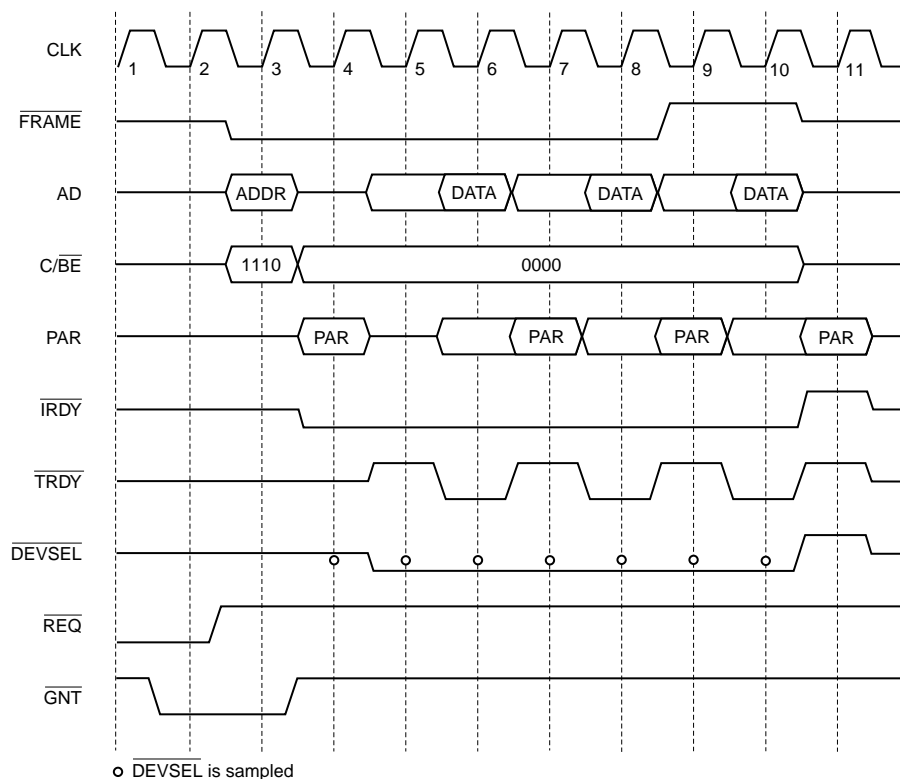 CLK
1 2 3 4 5 6 7 8 9 10 11
FRAME
AD ADDR DATA DATA DATA
C/BE 1110 0000
PAR PAR PAR PAR PAR
IRDY
TRDY
DEVSEL
REQ
GNT
DEVSEL is sampled